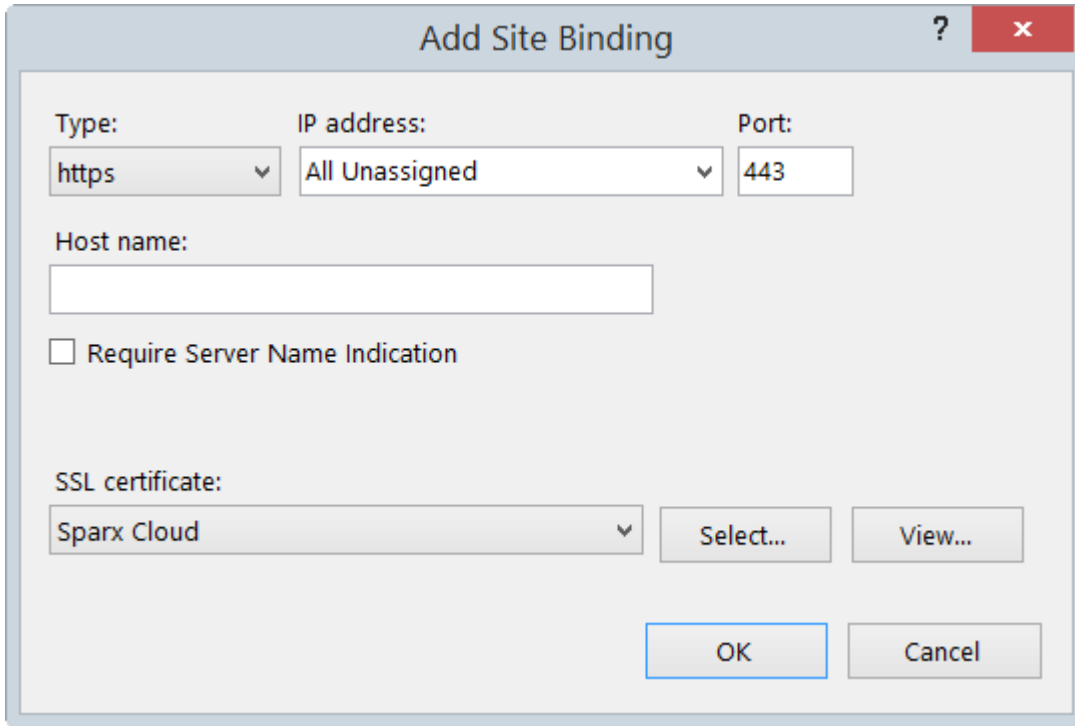 Add Site Binding ?
Type: IP address: Port:
https All Unassigned 443
Host name:
Require Server Name Indication
SSL certificate:
Sparx Cloud Select... View...
OK Cancel